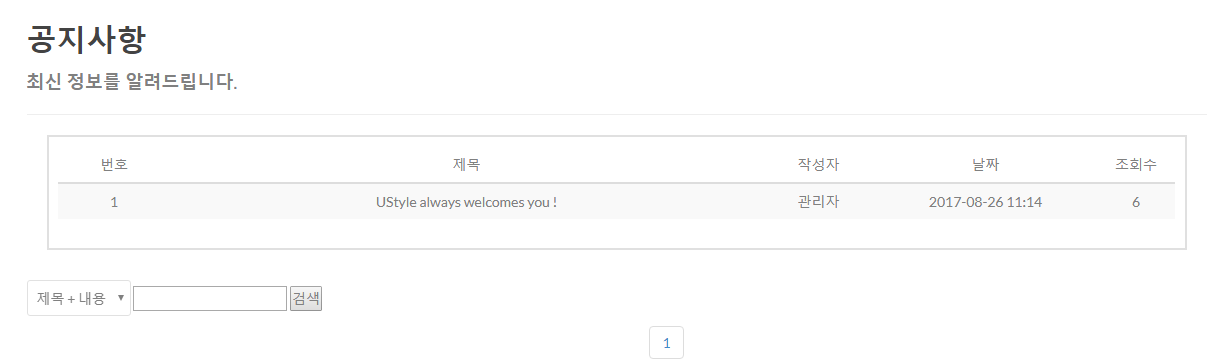 공지사항
최신 정보를 알려드립니다.
번호 제목 작성자 날짜 조회수
1 UStyle always welcomes you ! 관리자 2017-08-26 11:14 6
제목 + 내용 검색
1